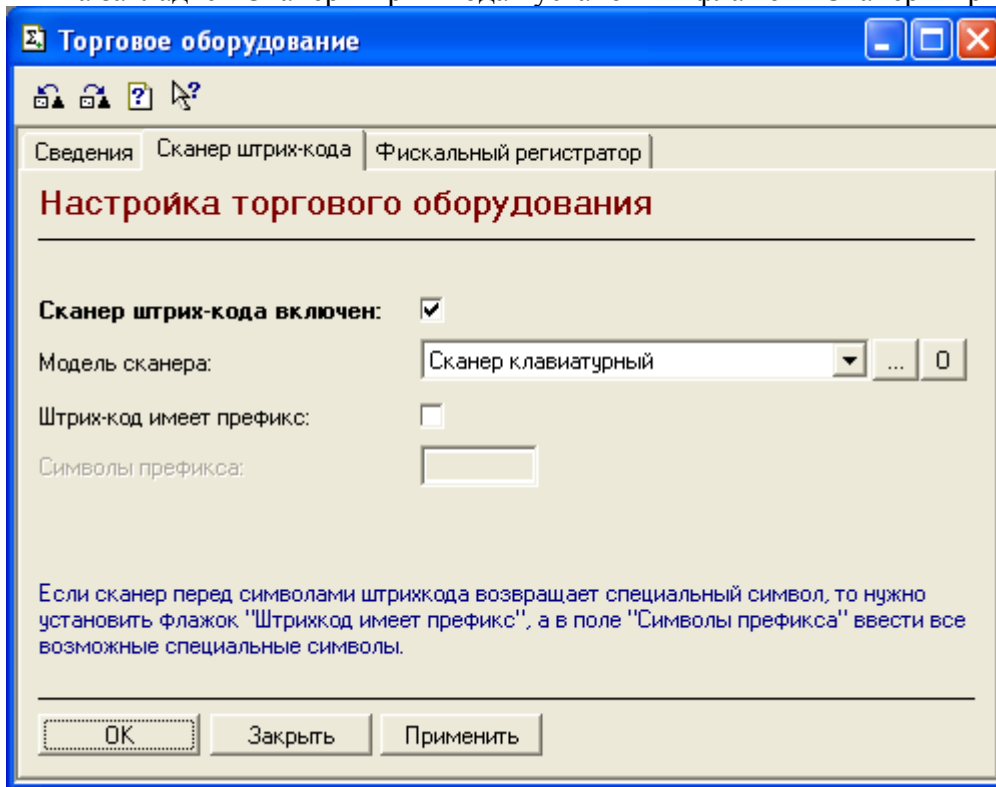 Торговое оборудование
Сведения Сканер штрих-кода Фискальный регистратор
Настройка торгового оборудования
Сканер штрих-кода включен:
Модель сканера: Сканер клавиатурный ... О
Штрих-код имеет префикс:
Символы префикса:
Если сканер перед символами штрихкода возвращает специальный символ, то нужно
установить флажок "Штрихкод имеет префикс", а в поле "Символы префикса" ввести все
возможные специальные символы.
OK Закрыть Применить